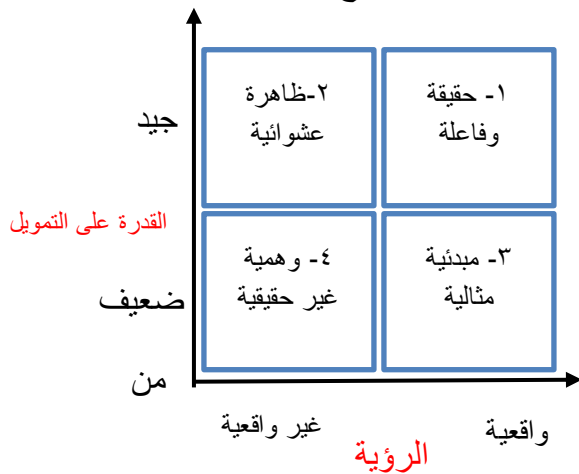 ١- حقيقة
وفاعلة
٢-ظاهرة
عشوائية
جيد
القدرة على التمويل
٣- مبدئية
مثالية
٤- وهمية
غير حقيقية
ضعيف
من
واقعية
غير واقعية
الرؤية